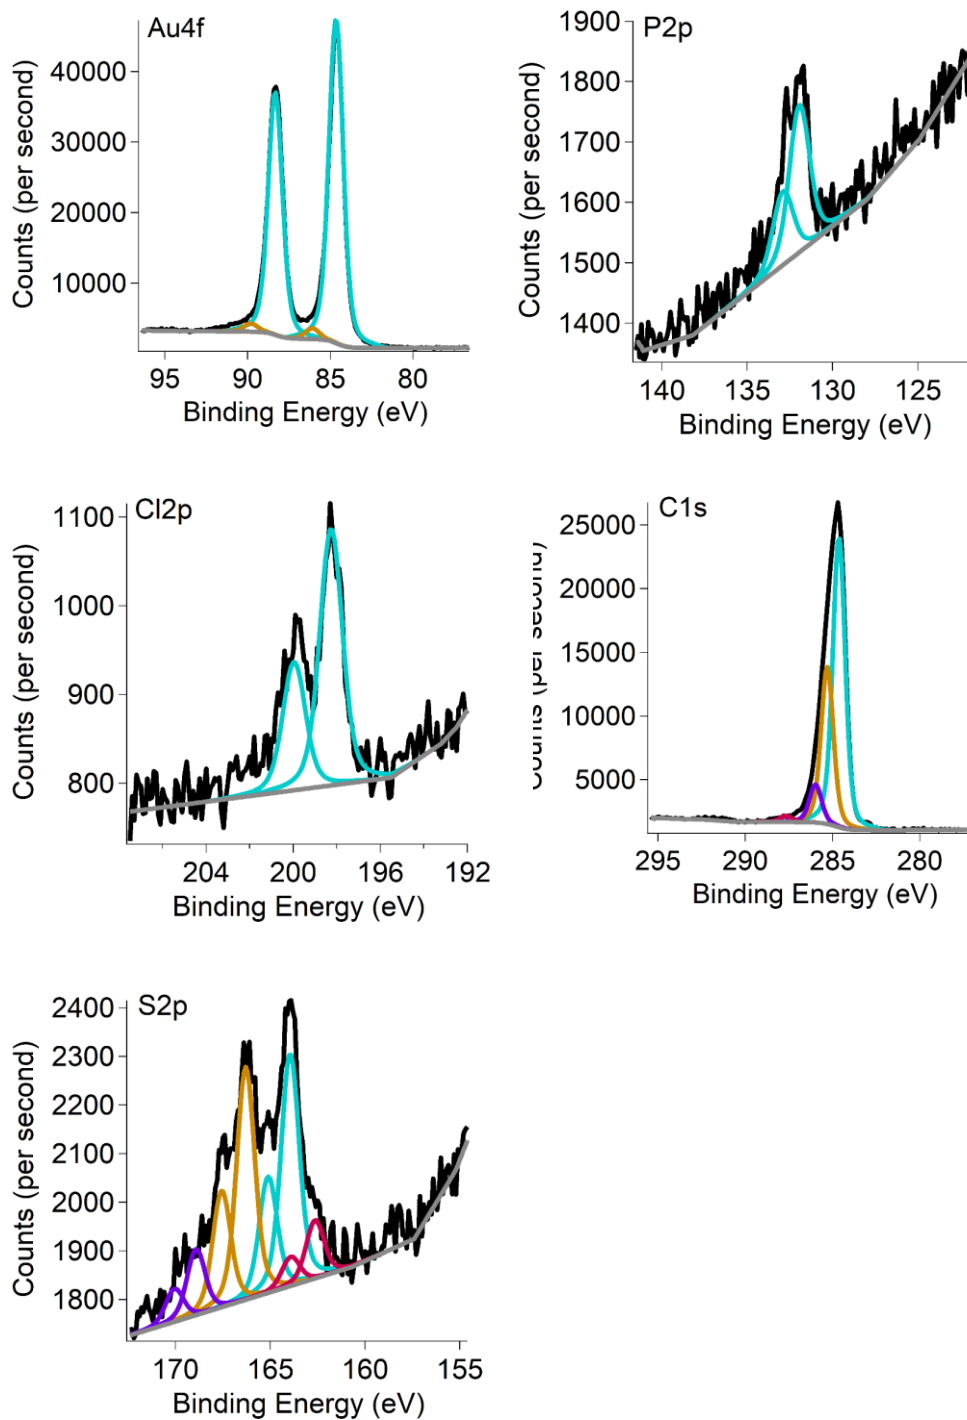 Au4f
Counts (per second)
40000
30000
20000
10000
95 90 85 80
Binding Energy (eV)
P2p
Counts (per second)
1900
1800
1700
1600
1500
1400
140 135 130 125
Binding Energy (eV)
Cl2p
Counts (per second)
1100
1000
900
800
204 200 196 192
Binding Energy (eV)
C1s
Counts (per second)
25000
20000
15000
10000
5000
295 290 285 280
Binding Energy (eV)
S2p
Counts (per second)
2400
2300
2200
2100
2000
1900
1800
170 165 160 155
Binding Energy (eV)